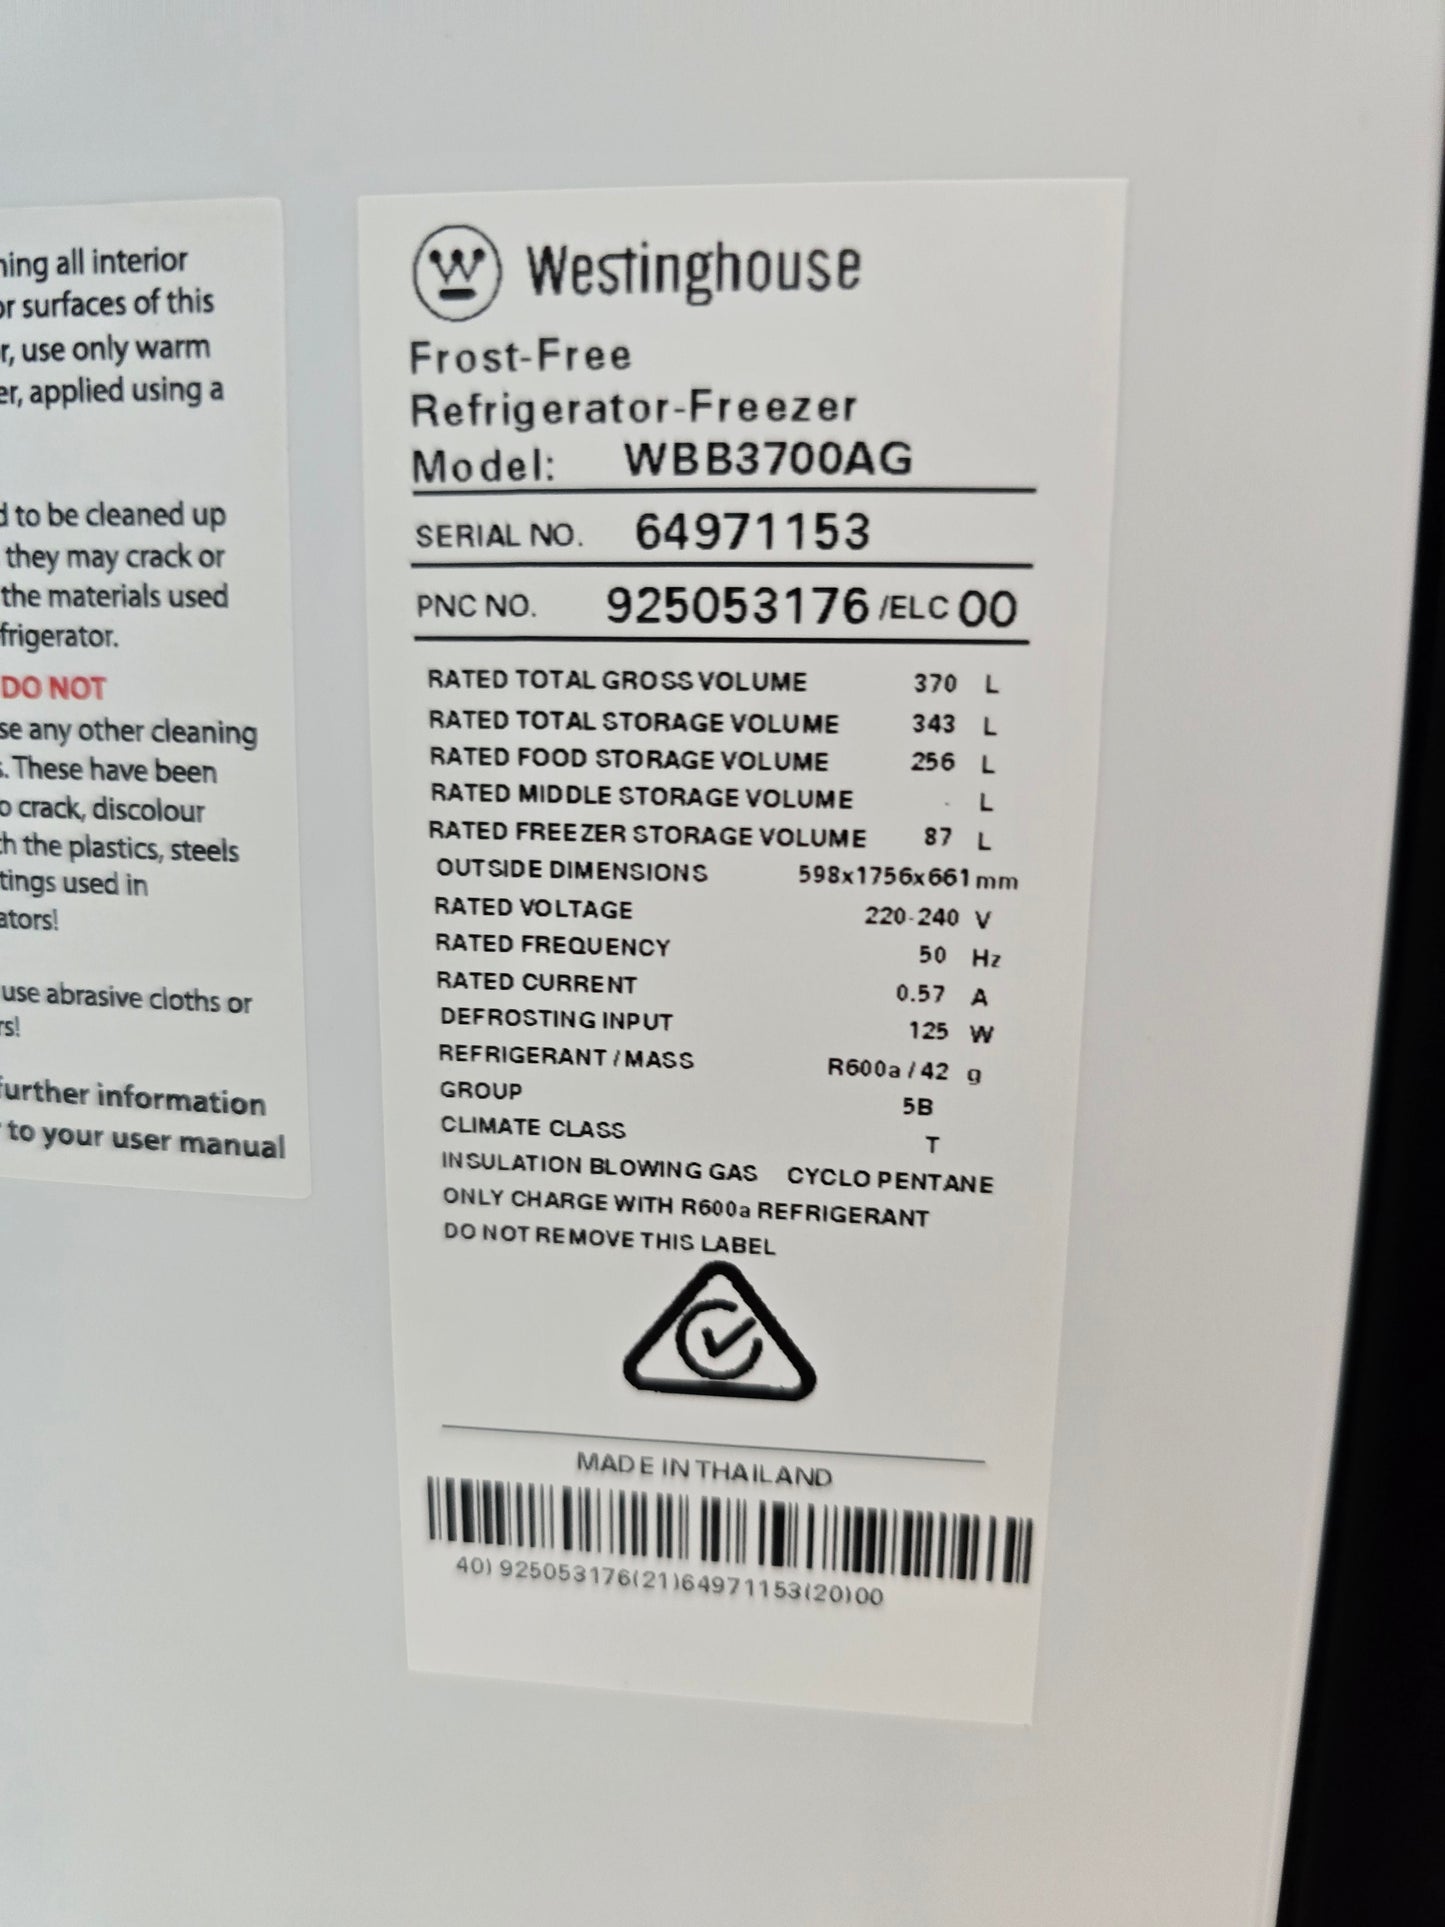 ning all interior
or surfaces of this
r, use only warm
er, applied using a
d to be cleaned up
they may crack or
the materials used
frigerator.
DO NOT
se any other cleaning
s. These have been
o crack, discolour
th the plastics, steels
tings used in
ators!
use abrasive cloths or
rs!
further information
r to your user manual
Westinghouse
Frost-Free
Refrigerator-Freezer
Model: WBB3700AG
SERIAL NO. 64971153
PNC NO. 925053176 /ELC 00
RATED TOTAL GROSS VOLUME 370 L
RATED TOTAL STORAGE VOLUME 343 L
RATED FOOD STORAGE VOLUME 256 L
RATED MIDDLE STORAGE VOLUME - L
RATED FREEZER STORAGE VOLUME 87 L
OUTSIDE DIMENSIONS 598x1756x661 mm
RATED VOLTAGE 220-240 V
RATED FREQUENCY 50 Hz
RATED CURRENT 0.57 A
DEFROSTING INPUT 125 W
REFRIGERANT / MASS R600a / 42 g
GROUP 5B
CLIMATE CLASS T
INSULATION BLOWING GAS CYCLO PENTANE
ONLY CHARGE WITH R600a REFRIGERANT
DO NOT REMOVE THIS LABEL
MADE IN THAILAND
40) 925053176(21)64971153(20)00